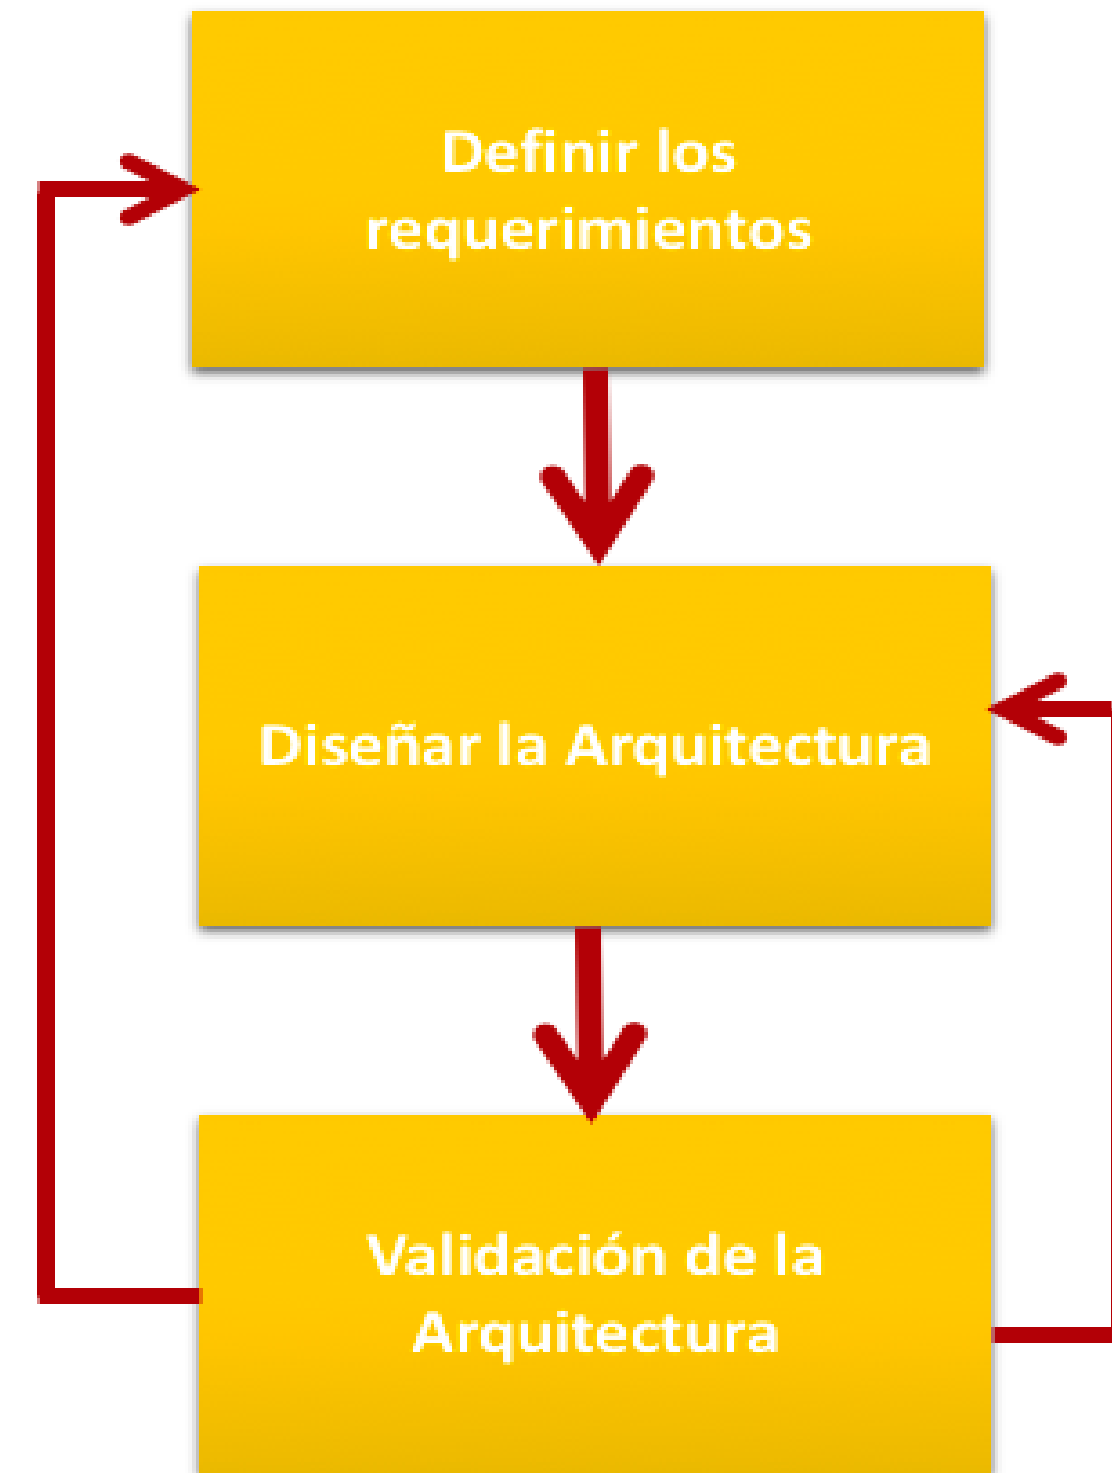 Definir los
requerimientos
Diseñar la Arquitectura
Validación de la
Arquitectura